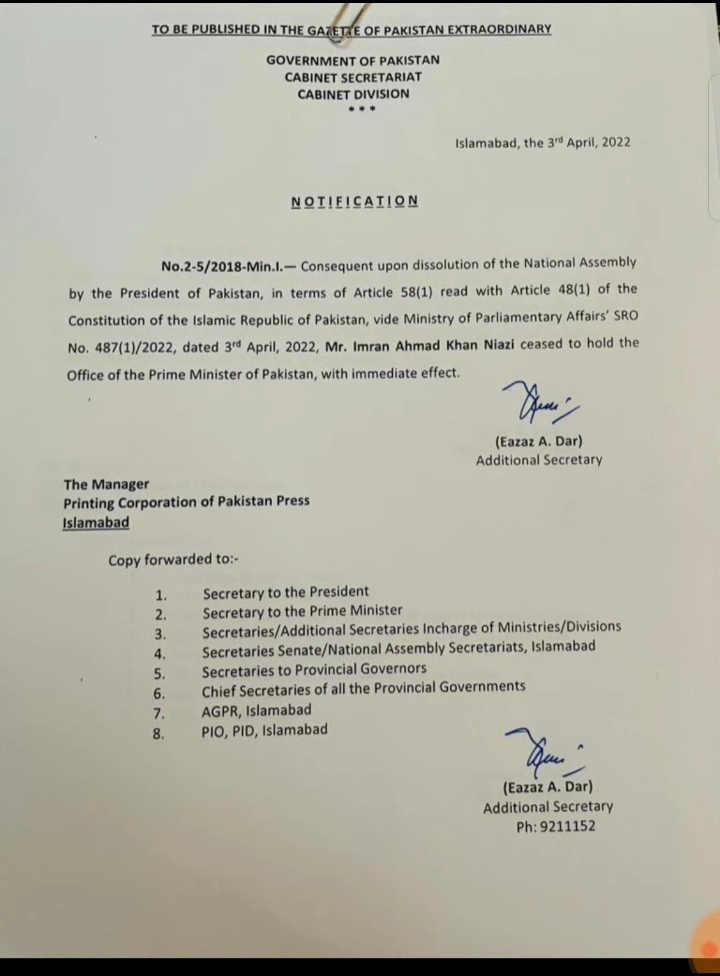 TO BE PUBLISHED IN THE GAZETTE OF PAKISTAN EXTRAORDINARY
GOVERNMENT OF PAKISTAN
CABINET SECRETARIAT
CABINET DIVISION
* * *
Islamabad, the 3rd April, 2022
NOTIFICATION
No.2-5/2018-Min.I.— Consequent upon dissolution of the National Assembly
by the President of Pakistan, in terms of Article 58(1) read with Article 48(1) of the
Constitution of the Islamic Republic of Pakistan, vide Ministry of Parliamentary Affairs' SRO
No. 487(1)/2022, dated 3rd April, 2022, Mr. Imran Ahmad Khan Niazi ceased to hold the
Office of the Prime Minister of Pakistan, with immediate effect.
(Eazaz A. Dar)
Additional Secretary
The Manager
Printing Corporation of Pakistan Press
Islamabad
Copy forwarded to:-
1. Secretary to the President
2. Secretary to the Prime Minister
3. Secretaries/Additional Secretaries Incharge of Ministries/Divisions
4. Secretaries Senate/National Assembly Secretariats, Islamabad
5. Secretaries to Provincial Governors
6. Chief Secretaries of all the Provincial Governments
7. AGPR, Islamabad
8. PIO, PID, Islamabad
(Eazaz A. Dar)
Additional Secretary
Ph: 9211152